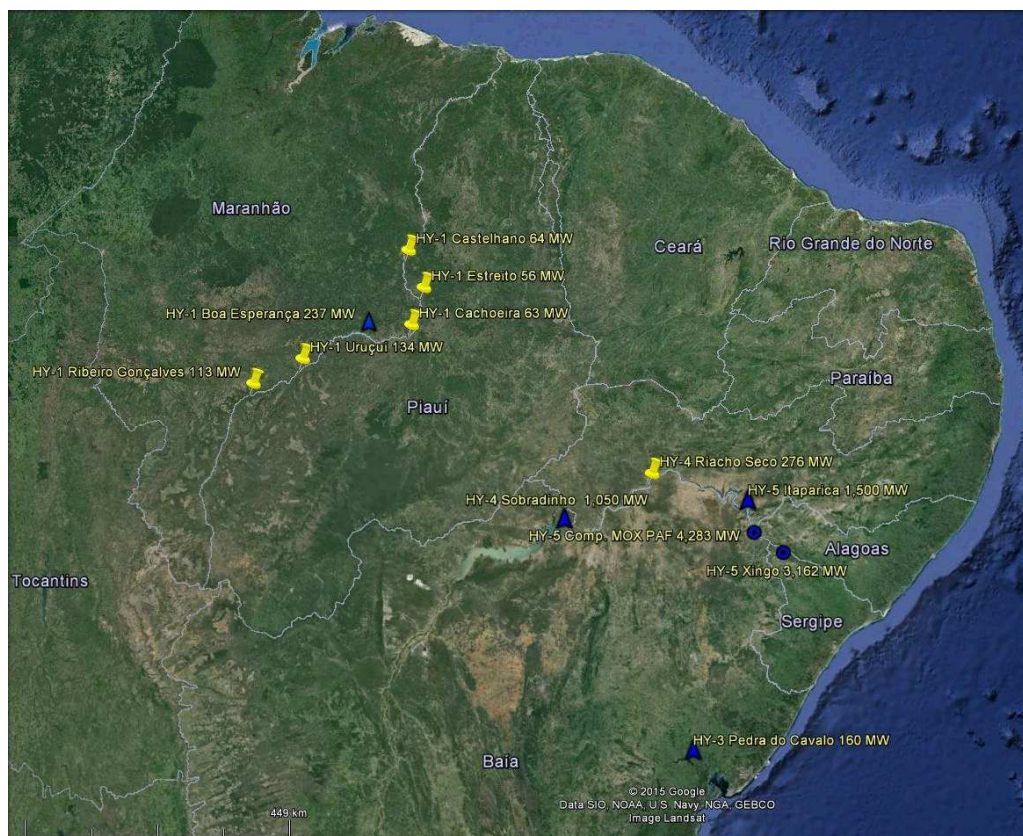 Maranhão
HY-1 Castelhano 64 MW
Ceará
Rio Grande do Norte
HY-1 Estreito 56 MW
HY-1 Boa Esperança 237 MW
HY-1 Cachoeira 63 MW
HY-1 Uruçuí 134 MW
HY-1 Ribeiro Gonçalves 113 MW
Paraíba
Piauí
HY-4 Riacho Seco 276 MW
HY-5 Itaparica 1,500 MW
HY-4 Sobradinho 1,050 MW
HY-5 Comp. MOX PAF 4,283 MW
Alagoas
HY-5 Xingo 3,162 MW
Tocantins
Sergipe
HY-3 Pedra do Cavalo 160 MW
Baía
© 2015 Google
Data SIO, NOAA, U.S. Navy, NGA, GEBCO
Image Landsat
449 km